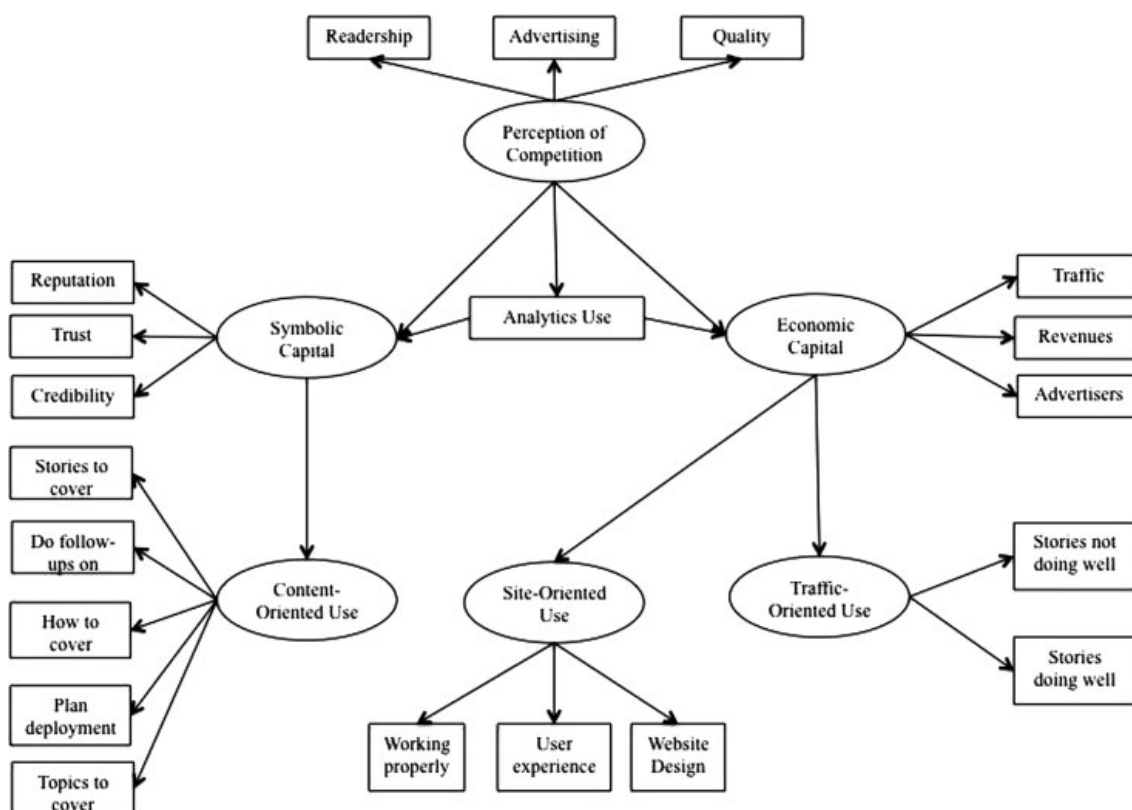 Readership
Advertising
Quality
Perception of
Competition
Reputation
Trust
Credibility
Symbolic
Capital
Analytics Use
Economic
Capital
Traffic
Revenues
Advertisers
Stories to
cover
Do follow-
ups on
How to
cover
Plan
deployment
Topics to
cover
Content-
Oriented Use
Site-Oriented
Use
Traffic-
Oriented Use
Stories not
doing well
Stories
doing well
Working
properly
User
experience
Website
Design